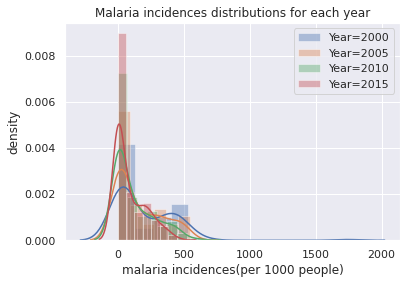 Malaria incidences distributions for each year
Year=2000
Year=2005
Year=2010
Year=2015
density
0.008
0.006
0.004
0.002
0.000
0
500
1000
1500
2000
malaria incidences(per 1000 people)